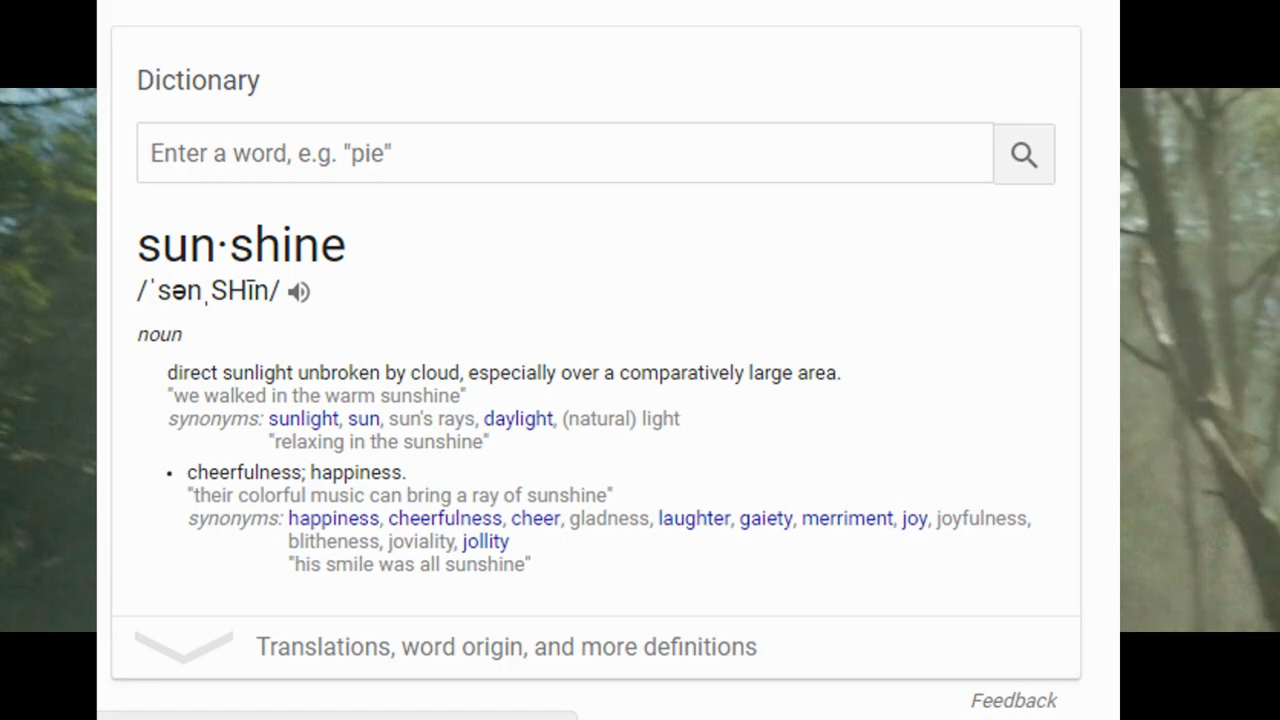 Dictionary
Enter a word, e.g. "pie"
sun·shine
/ˈsənˌSHīn/
noun
direct sunlight unbroken by cloud, especially over a comparatively large area.
"we walked in the warm sunshine"
synonyms: sunlight, sun, sun's rays, daylight, (natural) light
"relaxing in the sunshine"
• cheerfulness; happiness.
"their colorful music can bring a ray of sunshine"
synonyms: happiness, cheerfulness, cheer, gladness, laughter, gaiety, merriment, joy, joyfulness,
blitheness, joviality, jollity
"his smile was all sunshine"
Translations, word origin, and more definitions
Feedback